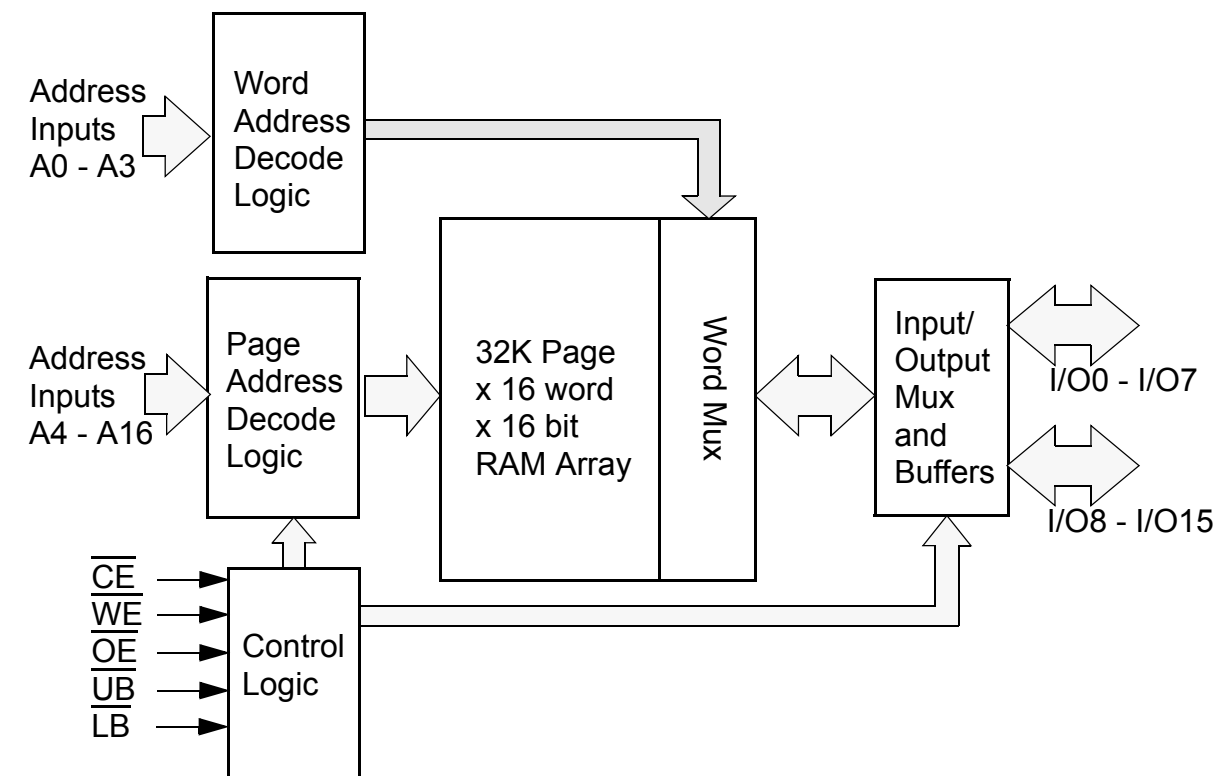 Address
Inputs
A0 - A3
Word
Address
Decode
Logic
Address
Inputs
A4 - A16
Page
Address
Decode
Logic
32K Page
x 16 word
x 16 bit
RAM Array
Word Mux
Input/
Output
Mux
and
Buffers
I/O0 - I/O7
I/O8 - I/O15
CE
WE
OE
UB
LB
Control
Logic